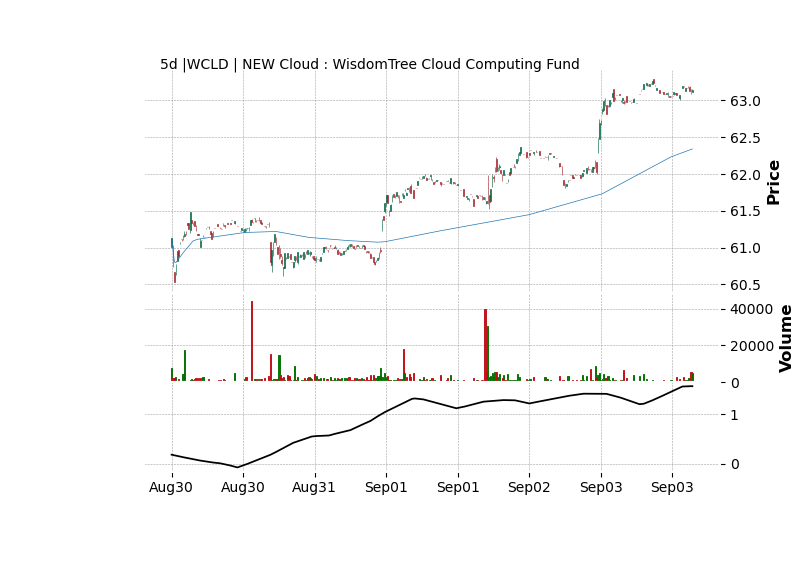 5d |WCLD | NEW Cloud : WisdomTree Cloud Computing Fund
63.0
62.5
62.0
61.5
61.0
60.5
Price
40000
20000
0
Volume
1
0
Aug30 Aug30 Aug31 Sep01 Sep01 Sep02 Sep03 Sep03